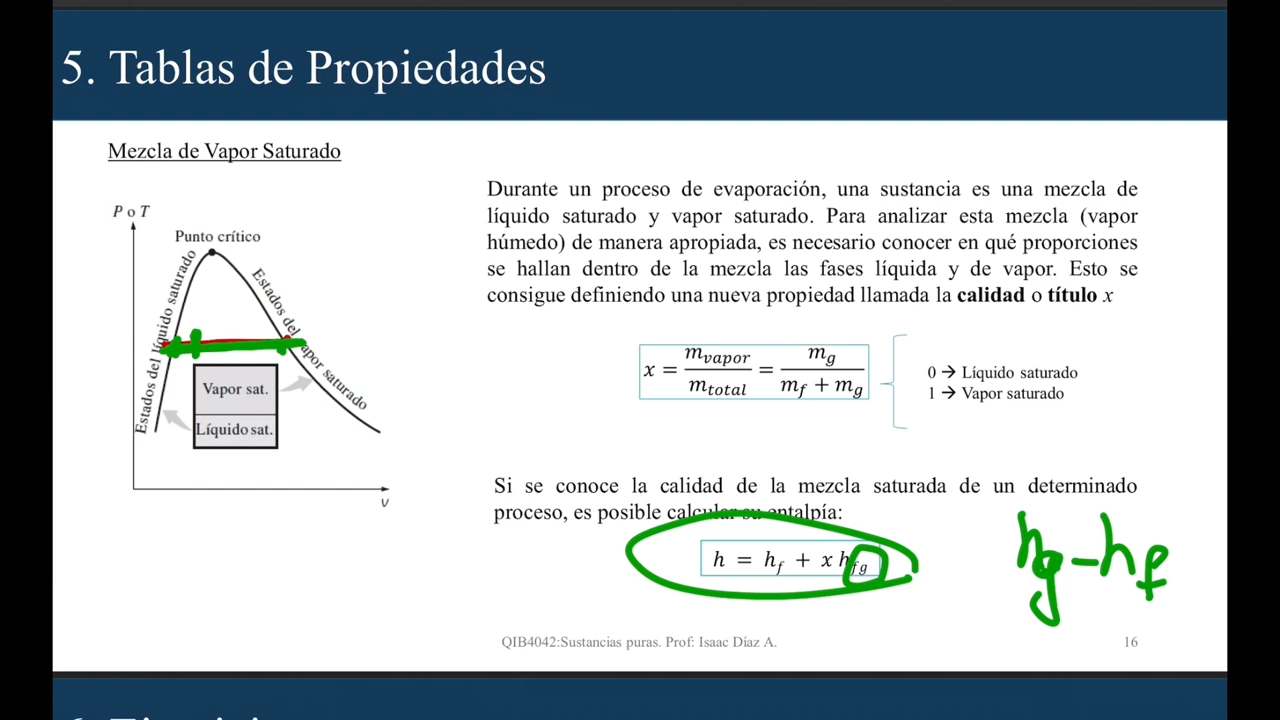 5. Tablas de Propiedades
Mezcla de Vapor Saturado
P o T
Punto crítico
Estados del líquido saturado
Estados del vapor saturado
Vapor sat.
Líquido sat.
v
Durante un proceso de evaporación, una sustancia es una mezcla de
líquido saturado y vapor saturado. Para analizar esta mezcla (vapor
húmedo) de manera apropiada, es necesario conocer en qué proporciones
se hallan dentro de la mezcla las fases líquida y de vapor. Esto se
consigue definiendo una nueva propiedad llamada la calidad o título x
x = m_vapor / m_total = m_g / (m_f + m_g)
0 → Líquido saturado
1 → Vapor saturado
Si se conoce la calidad de la mezcla saturada de un determinado
proceso, es posible calcular su entalpía:
h = h_f + x h_fg
hg - hf
QIB4042:Sustancias puras. Prof: Isaac Díaz A.
16